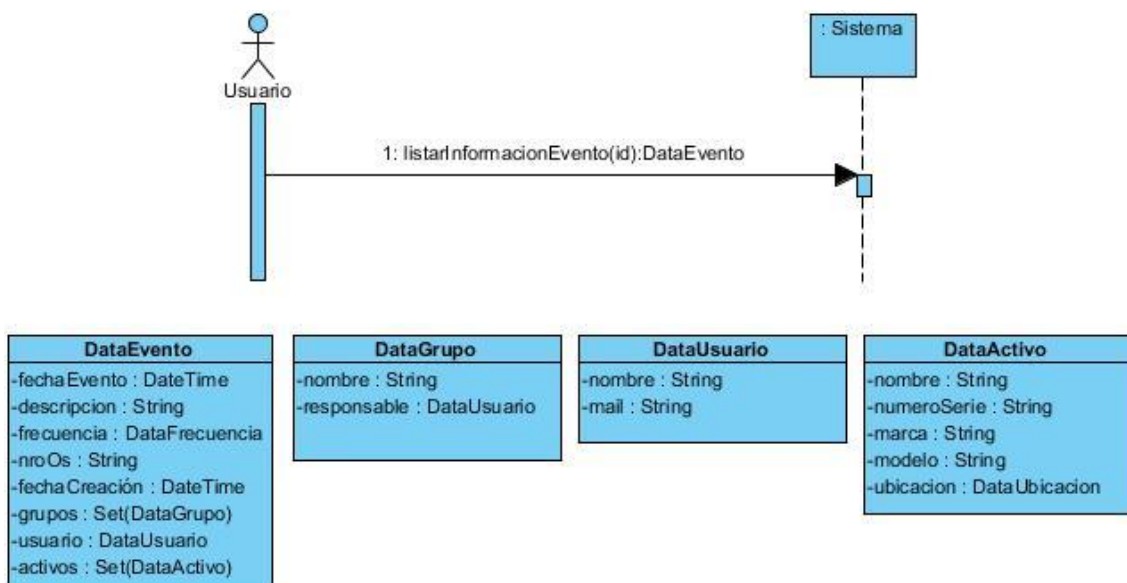 : Sistema
Usuario
1: listarInformacionEvento(id):DataEvento
DataEvento
-fechaEvento : DateTime
-descripcion : String
-frecuencia : DataFrecuencia
-nroOs : String
-fechaCreación : DateTime
-grupos : Set(DataGrupo)
-usuario : DataUsuario
-activos : Set(DataActivo)
DataGrupo
-nombre : String
-responsable : DataUsuario
DataUsuario
-nombre : String
-mail : String
DataActivo
-nombre : String
-numeroSerie : String
-marca : String
-modelo : String
-ubicacion : DataUbicacion